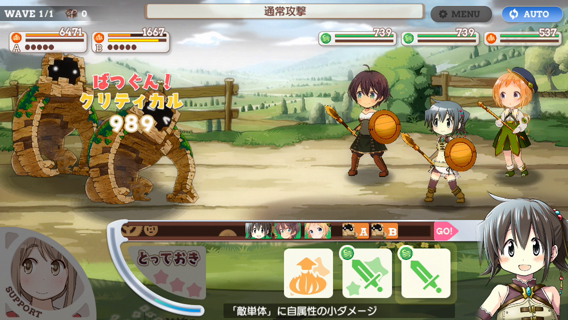 WAVE 1/1
0
通常攻撃
MENU
AUTO
6471
A
1667
B
739
739
537
ばつぐん!
クリティカル
989
A
B
GO!
SUPPORT
とっておき
「敵単体」に自属性の小ダメージ